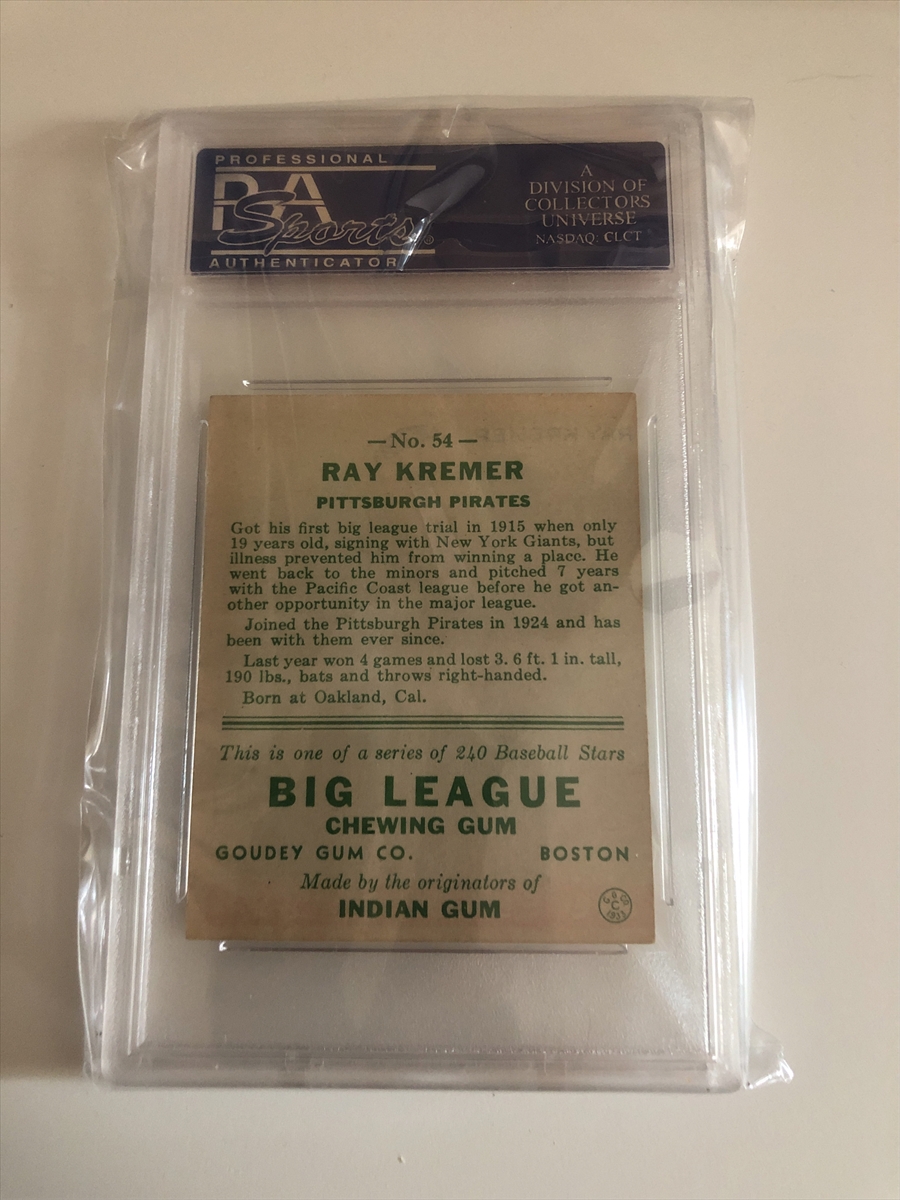 PROFESSIONAL
PSA
Sports®
AUTHENTICATOR
A
DIVISION OF
COLLECTORS
UNIVERSE
NASDAQ: CLCT
—No. 54—
RAY KREMER
PITTSBURGH PIRATES
Got his first big league trial in 1915 when only
19 years old, signing with New York Giants, but
illness prevented him from winning a place. He
went back to the minors and pitched 7 years
with the Pacific Coast league before he got an-
other opportunity in the major league.
Joined the Pittsburgh Pirates in 1924 and has
been with them ever since.
Last year won 4 games and lost 3. 6 ft. 1 in. tall,
190 lbs., bats and throws right-handed.
Born at Oakland, Cal.
This is one of a series of 240 Baseball Stars
BIG LEAGUE
CHEWING GUM
GOUDEY GUM CO. BOSTON
Made by the originators of
INDIAN GUM
C
1933